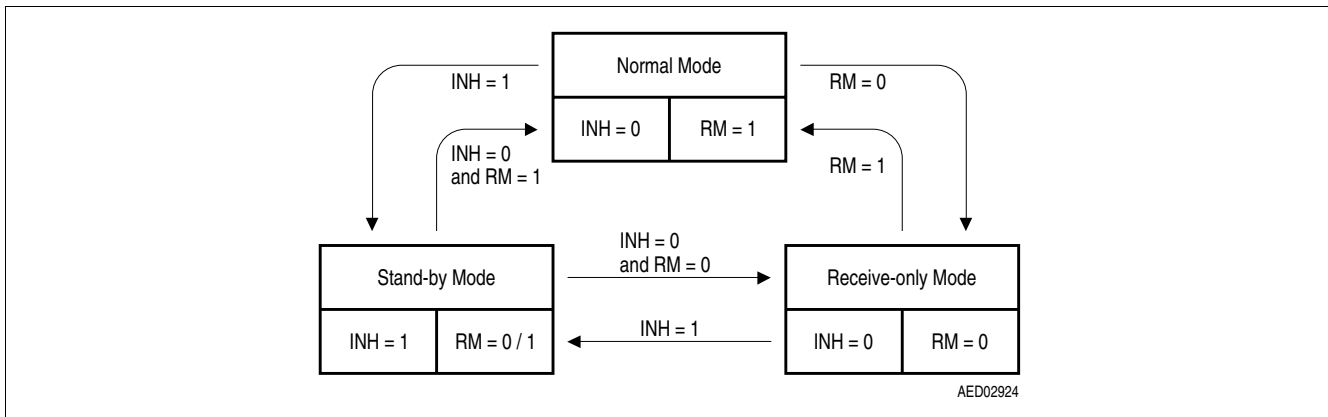 Normal Mode
INH = 1
RM = 0
INH = 0
RM = 1
INH = 0
and RM = 1
RM = 1
INH = 0
and RM = 0
Stand-by Mode
Receive-only Mode
INH = 1
INH = 1
RM = 0 / 1
INH = 0
RM = 0
AED02924